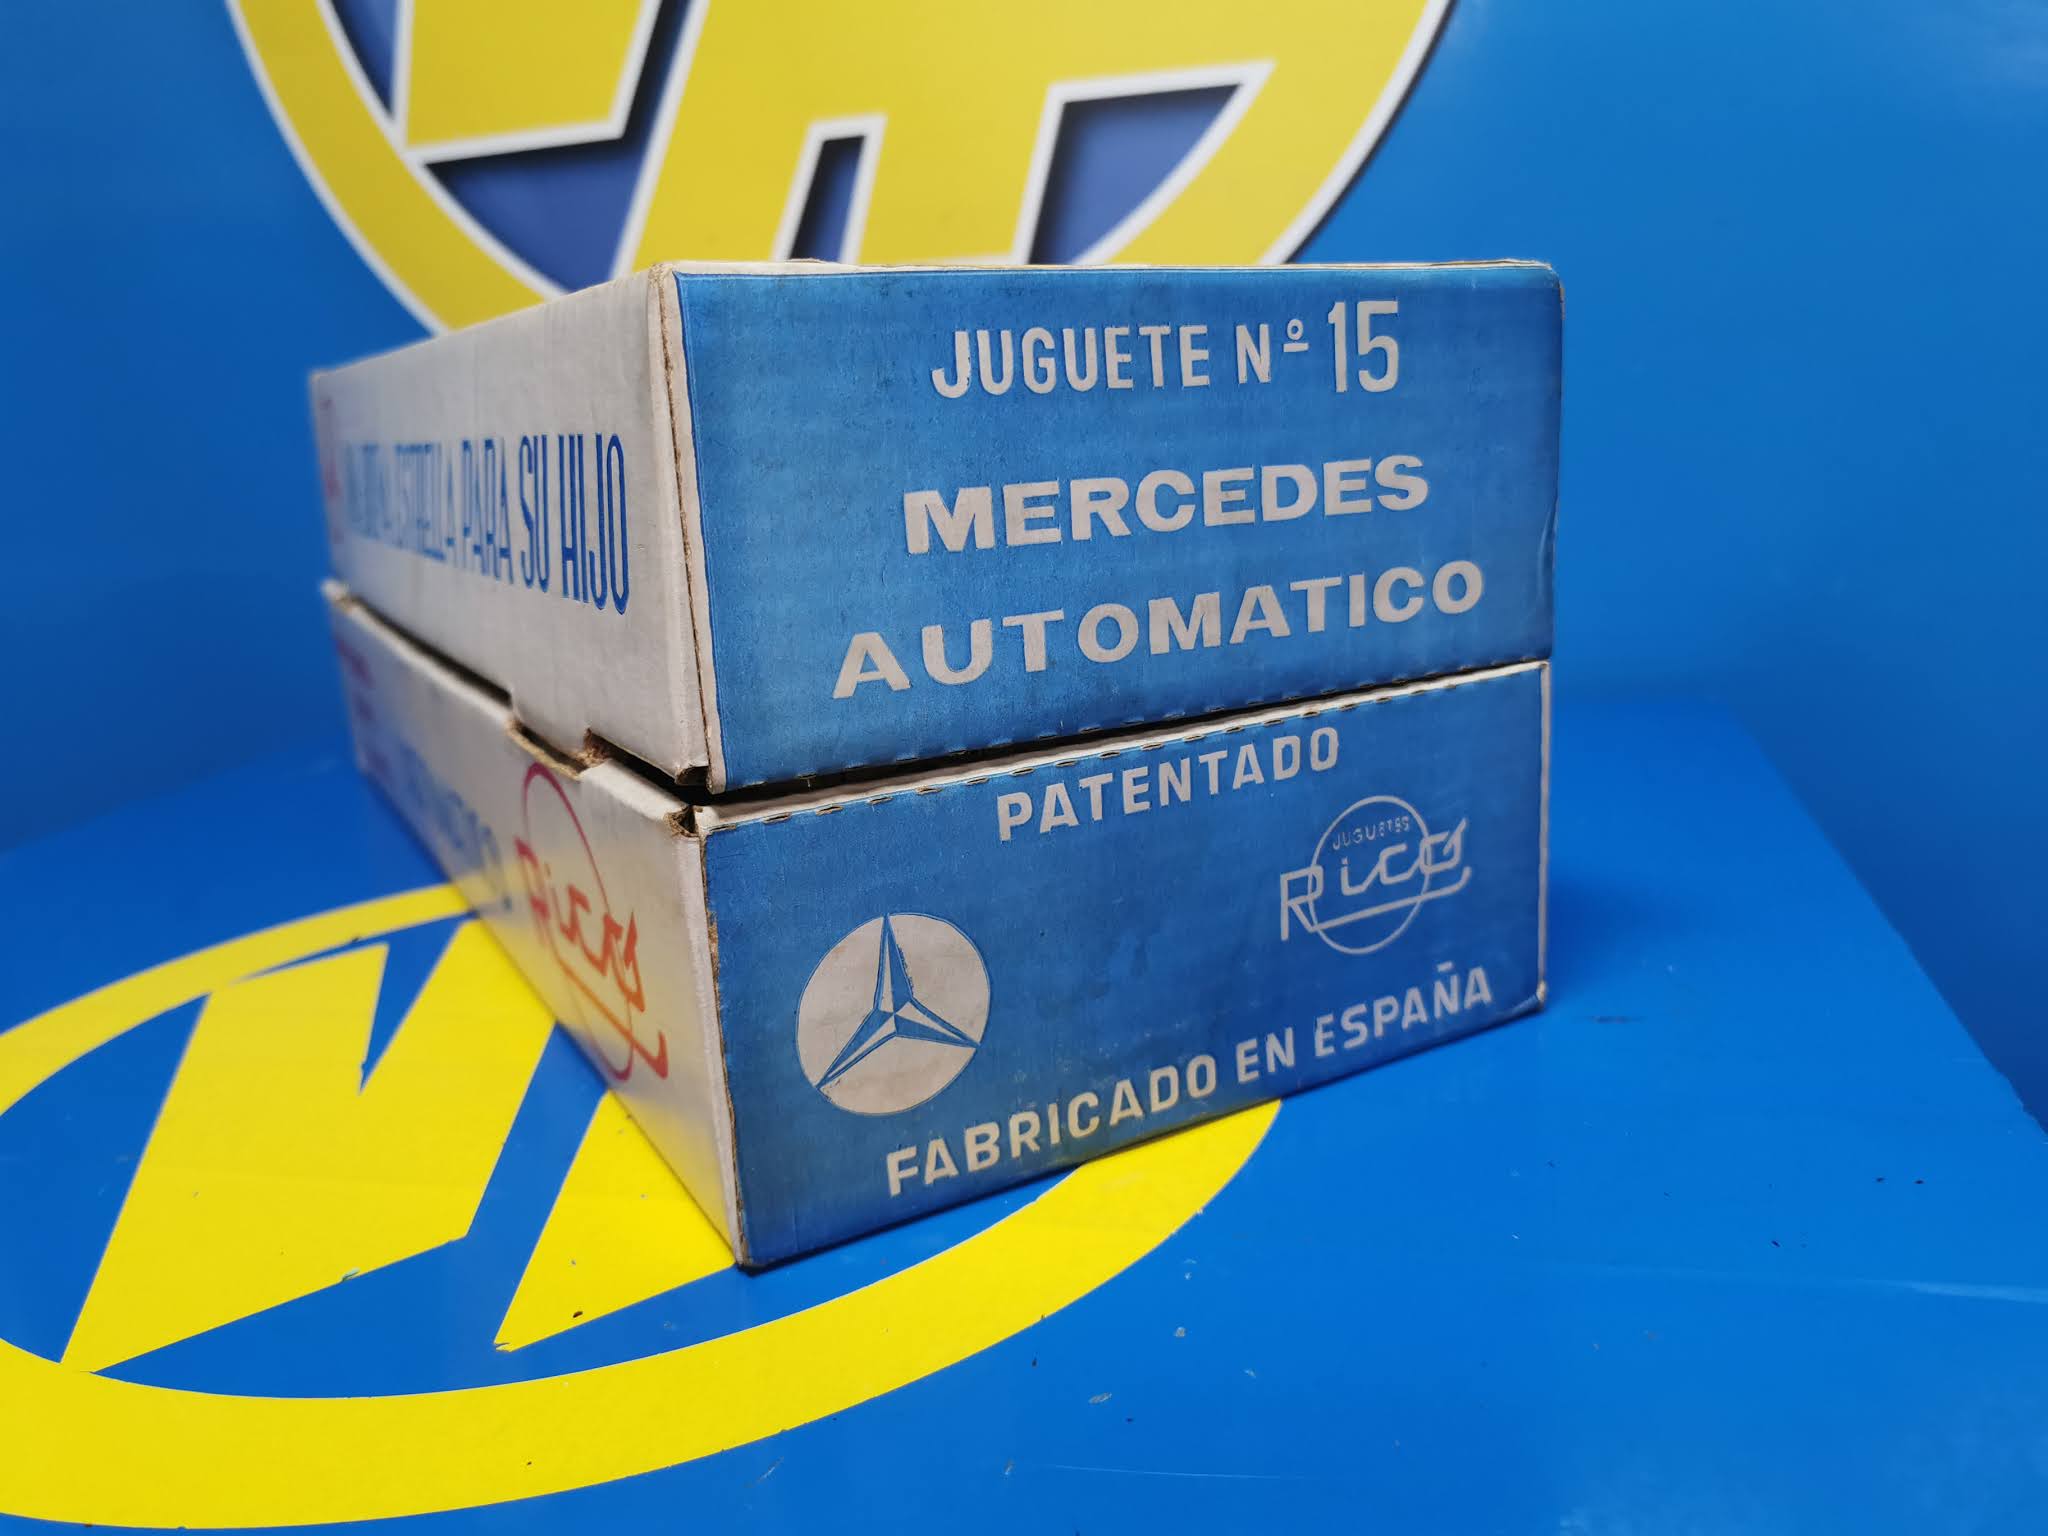 JUGUETE Nº 15
MERCEDES
AUTOMATICO
ESTRELLA PARA SU HIJO
PATENTADO
JUGUETES
Rico
FABRICADO EN ESPAÑA
Rico